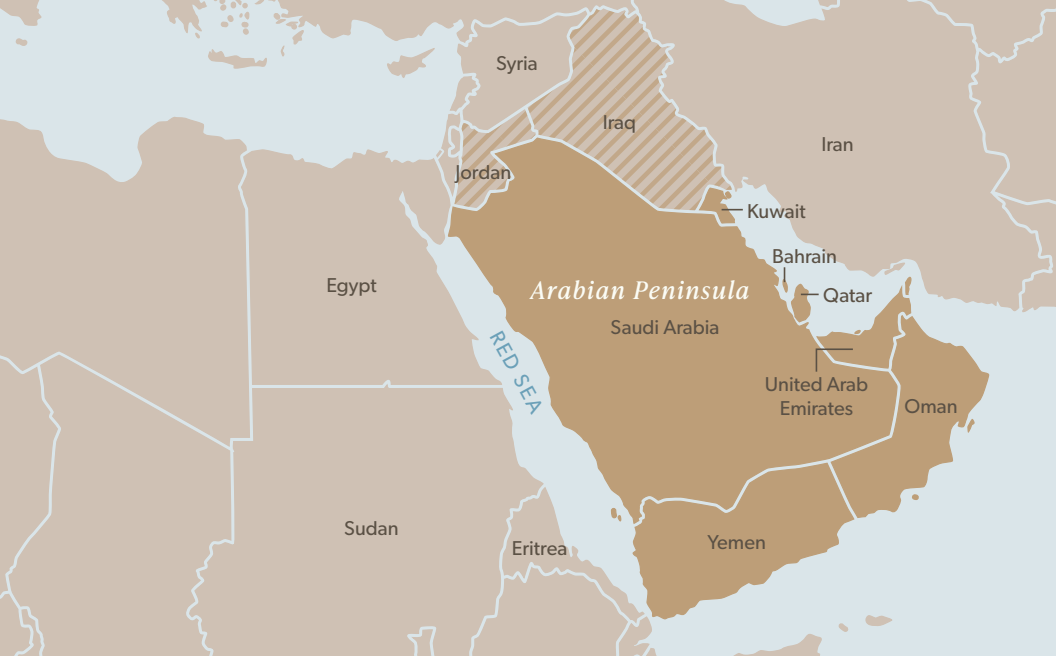 Syria
Iraq
Iran
Jordan
Kuwait
Bahrain
Egypt
Arabian Peninsula
Qatar
Saudi Arabia
RED SEA
United Arab
Emirates
Oman
Sudan
Yemen
Eritrea